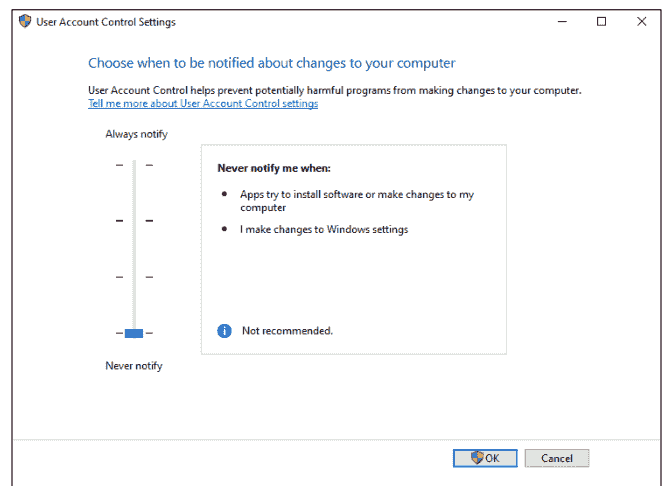 User Account Control Settings
Choose when to be notified about changes to your computer
User Account Control helps prevent potentially harmful programs from making changes to your computer.
Tell me more about User Account Control settings
Always notify
Never notify me when:
Apps try to install software or make changes to my
computer
I make changes to Windows settings
Not recommended.
Never notify
OK
Cancel